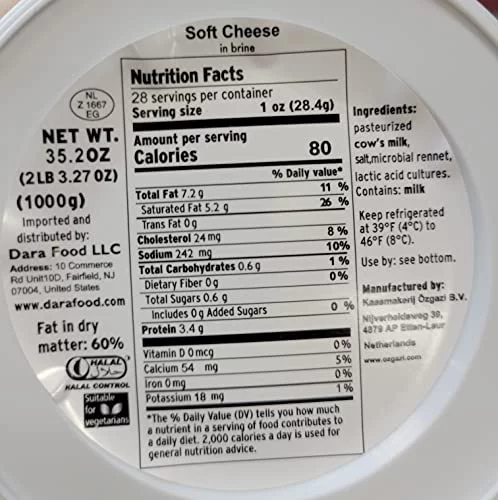 Soft Cheese
in brine
NL
Z 1667
EG
NET WT.
35.2OZ
(2LB 3.27 OZ)
(1000g)
Imported and
distributed by:
Dara Food LLC
Address: 10 Commerce
Rd Unit10D, Fairfield, NJ
07004, United States
www.darafood.com
Fat in dry
matter: 60%
HALAL
حلال
HALAL CONTROL
Suitable
for
vegetarians
Nutrition Facts
28 servings per container
Serving size 1 oz (28.4g)
Amount per serving
Calories 80
% Daily value*
Total Fat 7.2 g 11 %
Saturated Fat 5.2 g 26 %
Trans Fat 0 g
Cholesterol 24 mg 8 %
Sodium 242 mg 10%
Total Carbohydrates 0.6 g 1 %
Dietary Fiber 0 g 0%
Total Sugars 0.6 g
Includes 0 g Added Sugars 0 %
Protein 3.4 g
Vitamin D 0 mcg 0%
Calcium 54 mg 5%
Iron 0 mg 0%
Potassium 18 mg 1%
*The % Daily Value (DV) tells you how much
a nutrient in a serving of food contributes to
a daily diet. 2,000 calories a day is used for
general nutrition advice.
Ingredients:
pasteurized
cow's milk,
salt,microbial rennet,
lactic acid cultures.
Contains: milk
Keep refrigerated
at 39°F (4°C) to
46°F (8°C).
Use by: see bottom.
Manufactured by:
Kaasmakerij Özgazi B.V.
Nijverheidsweg 39,
4879 AP Etten-Leur
Netherlands
www.ozgazi.com